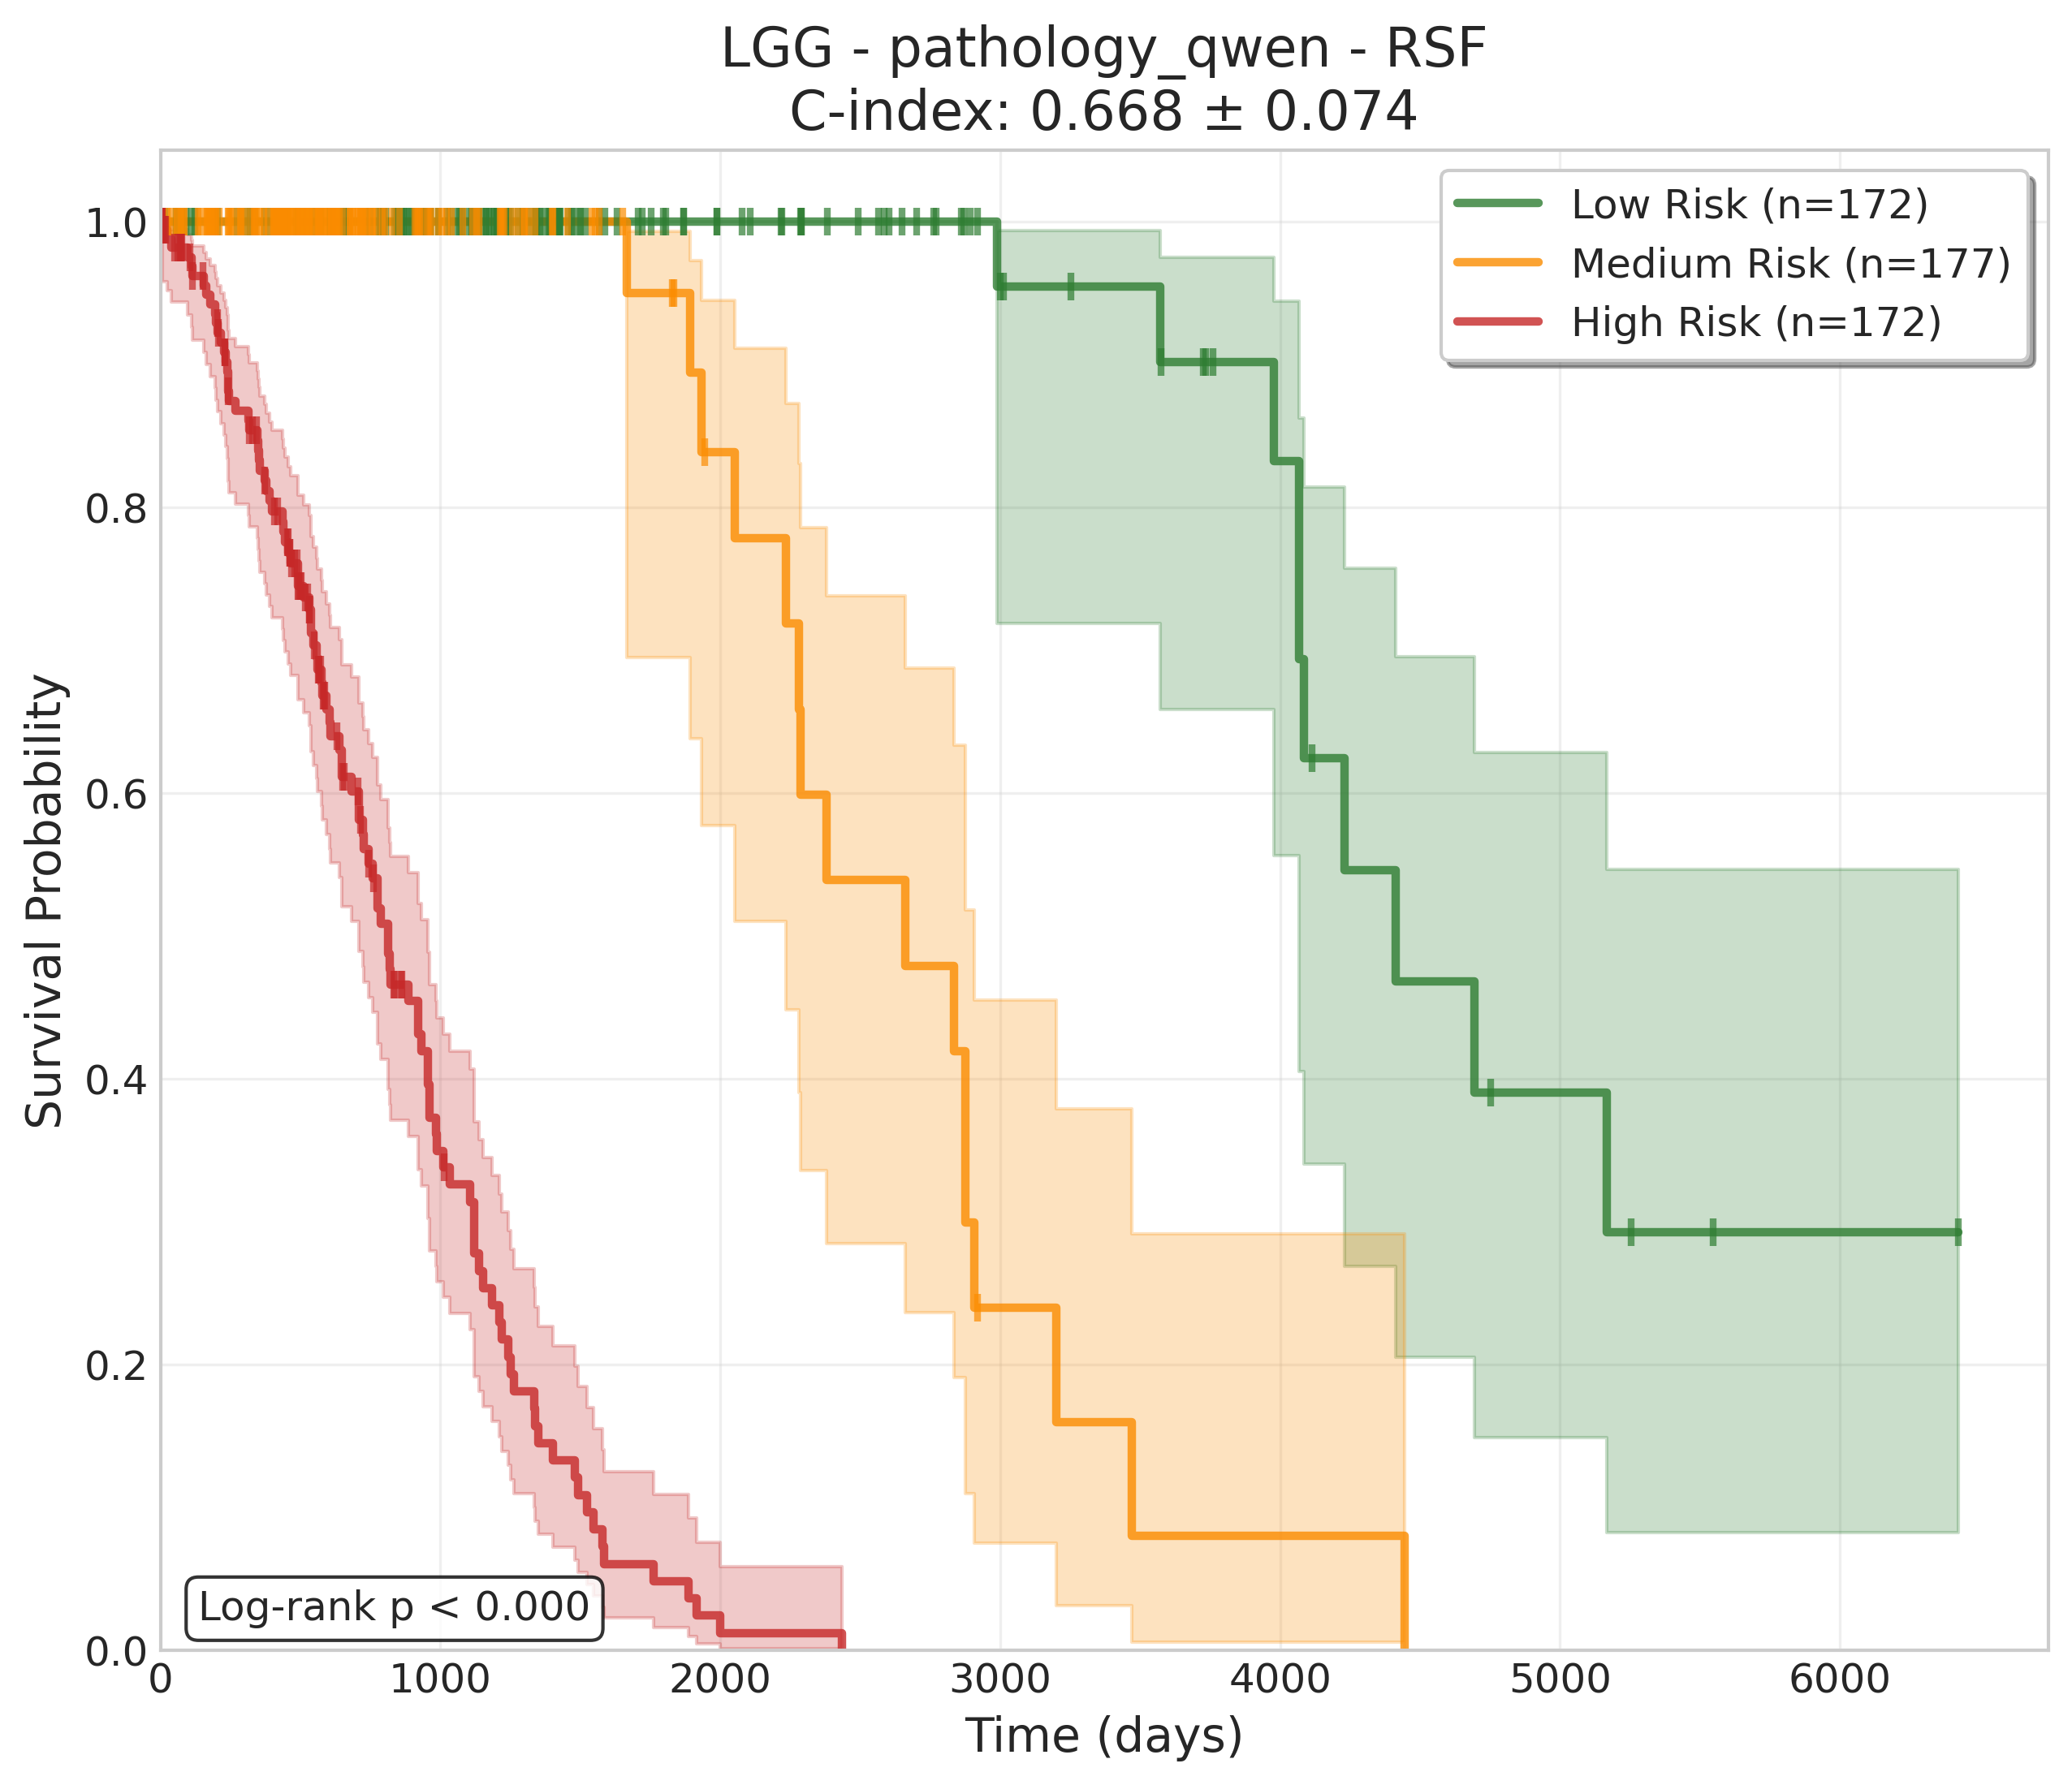 LGG - pathology_qwen - RSF
C-index: 0.668 ± 0.074
Low Risk (n=172)
Medium Risk (n=177)
High Risk (n=172)
Survival Probability
1.0
0.8
0.6
0.4
0.2
0.0
Log-rank p < 0.000
0 1000 2000 3000 4000 5000 6000
Time (days)